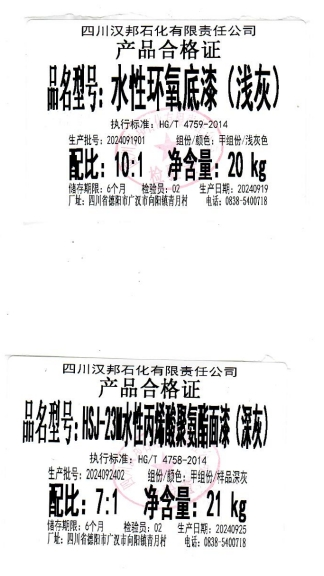 四川汉邦石化有限责任公司
产品合格证
品名型号：水性环氧底漆（浅灰）
执行标准：HG/T 4759-2014
生产批号：2024091901 组份/颜色：甲组份/浅灰色
配比：10:1 净含量：20 kg
储存期限：6个月 检验员：02 生产日期：20240919
厂址：四川省德阳市广汉市向阳镇青月村 电话：0838-5400718
四川汉邦石化有限责任公司
产品合格证
品名型号：HSJ-23M水性丙烯酸聚氨酯面漆（深灰）
执行标准：HG/T 4758-2014
生产批号：2024092402 组份/颜色：甲组份/样品深灰
配比：7:1 净含量：21 kg
储存期限：6个月 检验员：02 生产日期：20240925
厂址：四川省德阳市广汉市向阳镇青月村 电话：0838-5400718